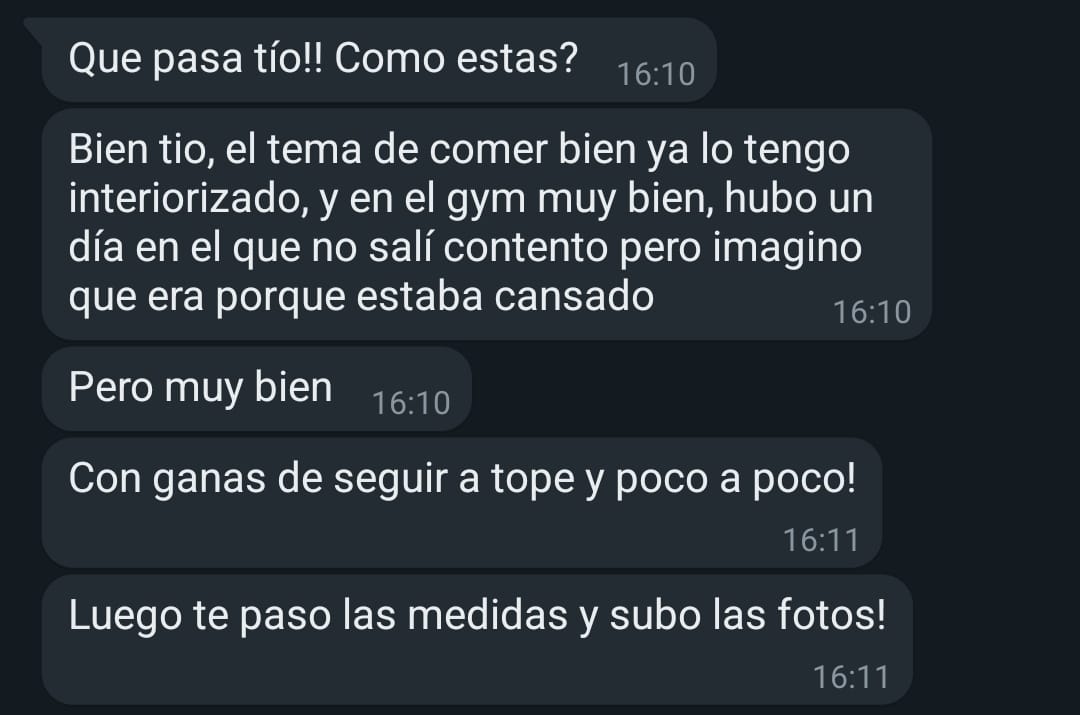 Que pasa tío!! Como estas?
16:10
Bien tio, el tema de comer bien ya lo tengo
interiorizado, y en el gym muy bien, hubo un
día en el que no salí contento pero imagino
que era porque estaba cansado
16:10
Pero muy bien
16:10
Con ganas de seguir a tope y poco a poco!
16:11
Luego te paso las medidas y subo las fotos!
16:11